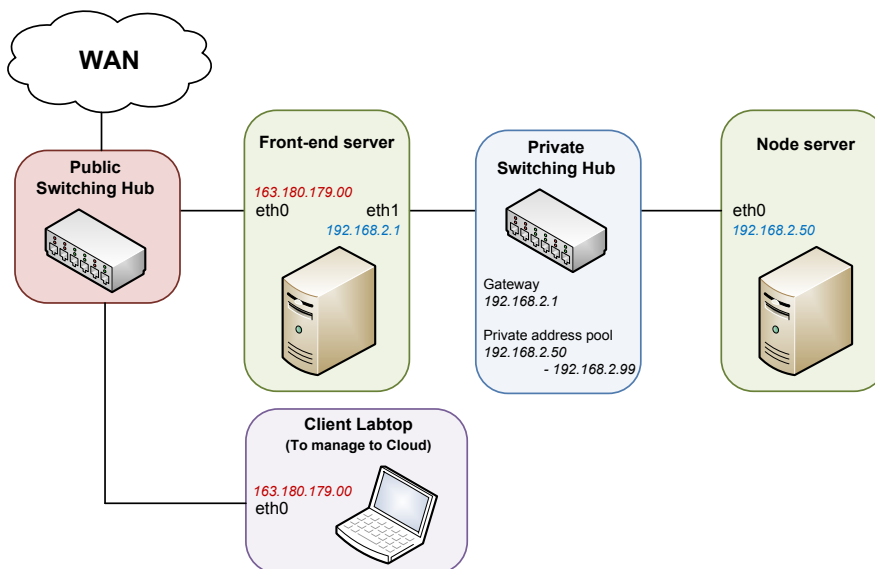 WAN
Public
Switching Hub
Front-end server
163.180.179.00
eth0
eth1
192.168.2.1
Private
Switching Hub
Gateway
192.168.2.1
Private address pool
192.168.2.50
- 192.168.2.99
Node server
eth0
192.168.2.50
Client Labtop
(To manage to Cloud)
163.180.179.00
eth0